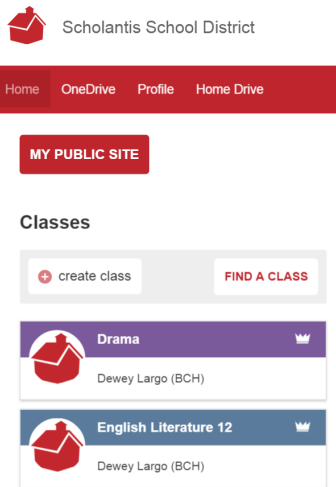 Scholantis School District
Home OneDrive Profile Home Drive
MY PUBLIC SITE
Classes
create class FIND A CLASS
Drama
Dewey Largo (BCH)
English Literature 12
Dewey Largo (BCH)